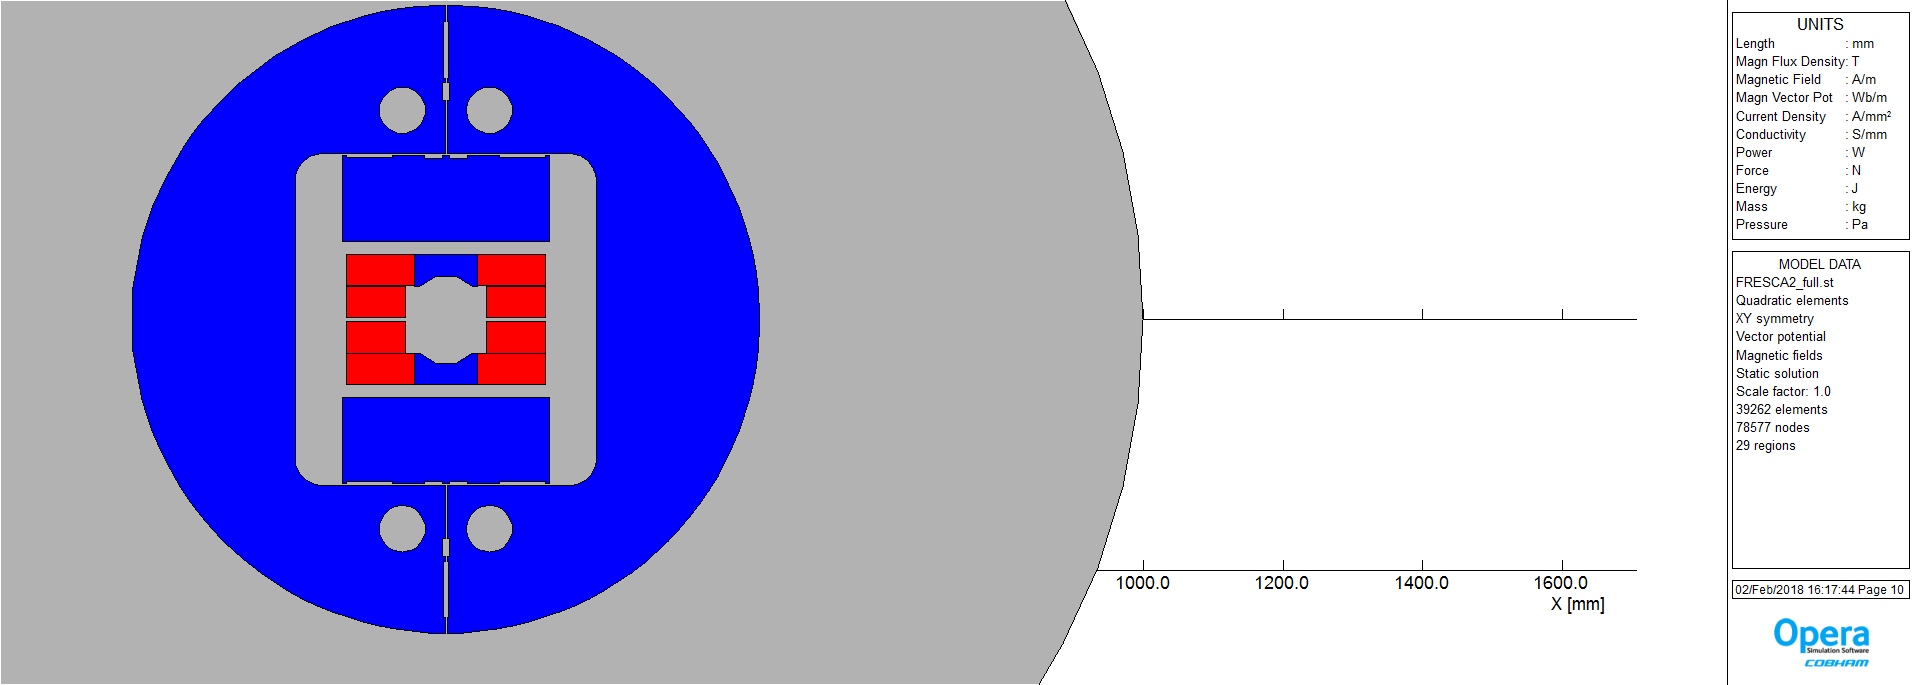 UNITS
Length : mm
Magn Flux Density: T
Magnetic Field : A/m
Magn Vector Pot : Wb/m
Current Density : A/mm²
Conductivity : S/mm
Power : W
Force : N
Energy : J
Mass : kg
Pressure : Pa
MODEL DATA
FRESCA2_full.st
Quadratic elements
XY symmetry
Vector potential
Magnetic fields
Static solution
Scale factor: 1.0
39262 elements
78577 nodes
29 regions
1000.0 1200.0 1400.0 1600.0
X [mm]
02/Feb/2018 16:17:44 Page 10
Opera
Simulation Software
COBHAM